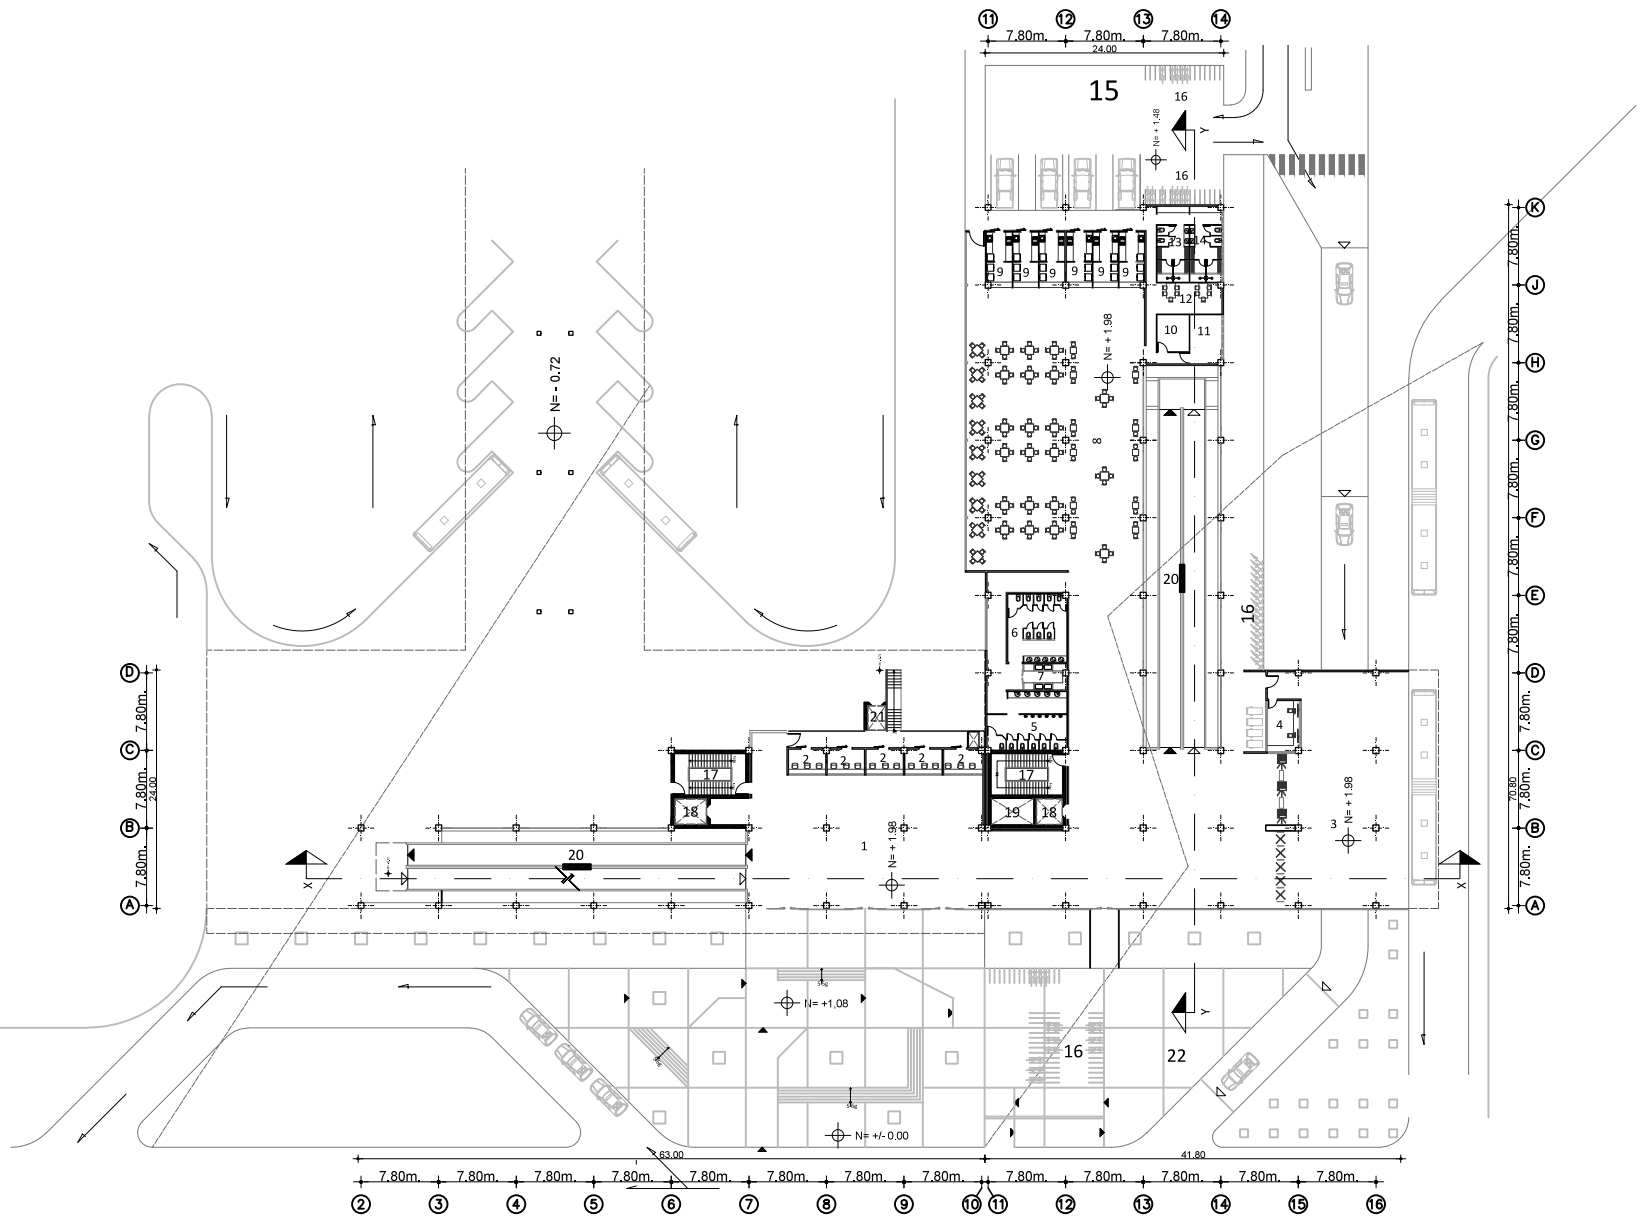 11 12 13 14
7.80m. 7.80m. 7.80m.
24.00
15
16
N= + 1.48
Y
16
K
13 14
7.80m.
9 9 9 9 9 9
J
12
10 11
N= + 1.98
7.80m.
H
N= - 0.72
7.80m.
8
G
7.80m.
F
20
7.80m.
E
16
6
7.80m.
D
7
D
7.80m.
21
5
4
7.80m.
C
2 2 2 2 2
C
17
17
7.80m.
24.00
18
19 18
N= + 1.98
3
70.80
7.80m.
B
B
N= + 1.98
1
20
7.80m.
X
X
7.80m.
A
A
N= +1,08
Y
16
22
N= +/- 0.00
63.00
41.80
7.80m. 7.80m. 7.80m. 7.80m. 7.80m. 7.80m. 7.80m. 7.80m. 7.80m. 7.80m. 7.80m. 7.80m. 7.80m.
2 3 4 5 6 7 8 9 10 11 12 13 14 15 16